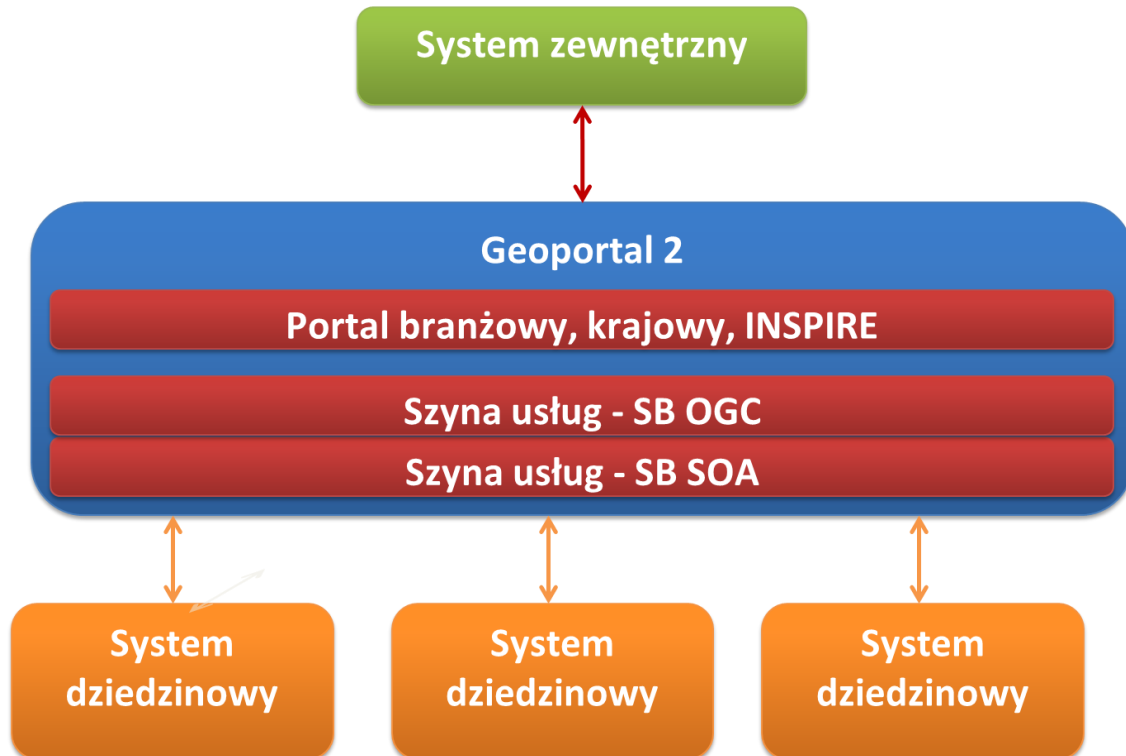 System zewnętrzny
Geoportal 2
Portal branżowy, krajowy, INSPIRE
Szyna usług - SB OGC
Szyna usług - SB SOA
System
dziedzinowy
System
dziedzinowy
System
dziedzinowy